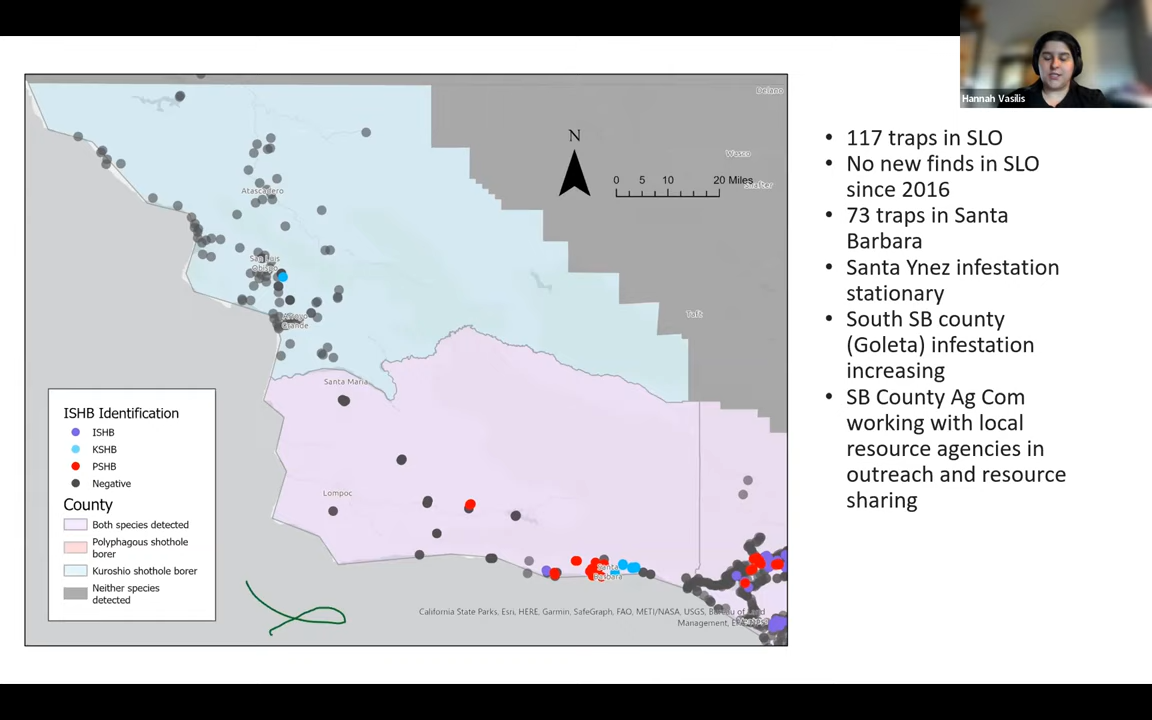 Hannah Vasilis
Delano
Wasco
Shafter
N
0 5 10 20 Miles
Atascadero
San Luis
Obispo
Arroyo
Grande
Taft
Santa Maria
Lompoc
Santa
Barbara
ISHB Identification
ISHB
KSHB
PSHB
Negative
County
Both species detected
Polyphagous shothole
borer
Kuroshio shothole borer
Neither species
detected
California State Parks, Esri, HERE, Garmin, SafeGraph, FAO, METI/NASA, USGS, Bureau of Land
Management,
• 117 traps in SLO
• No new finds in SLO
since 2016
• 73 traps in Santa
Barbara
• Santa Ynez infestation
stationary
• South SB county
(Goleta) infestation
increasing
• SB County Ag Com
working with local
resource agencies in
outreach and resource
sharing